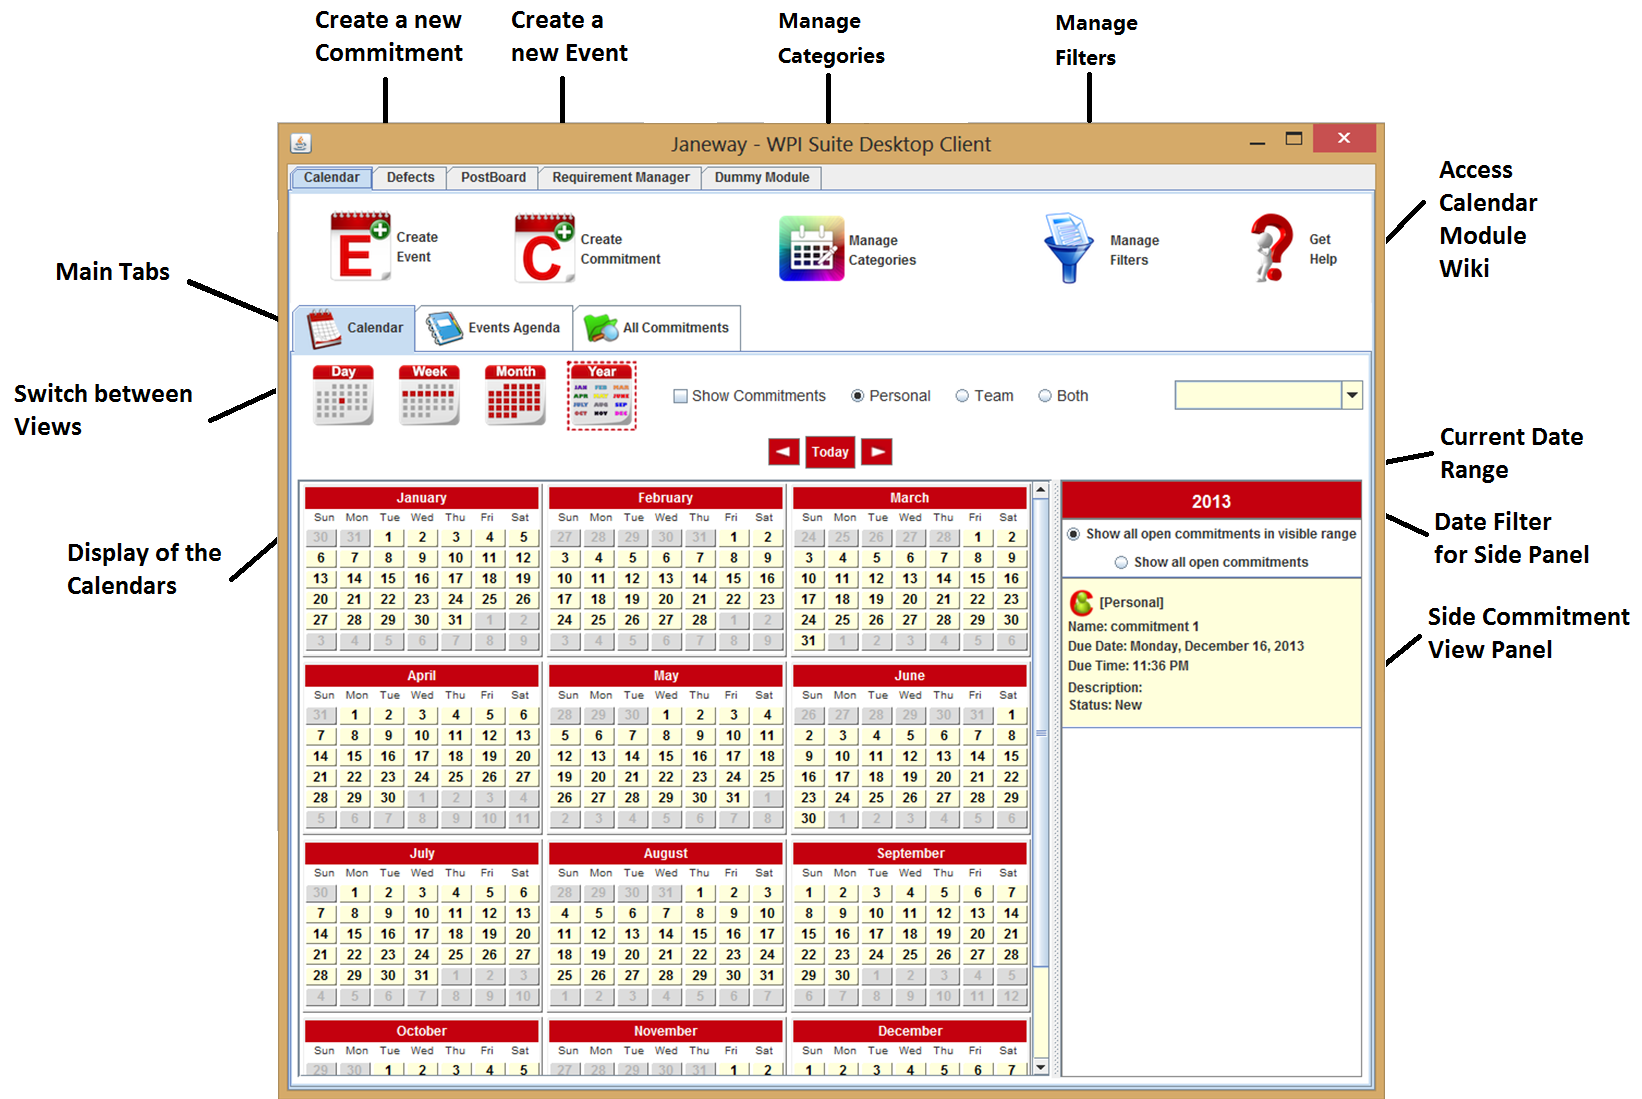 Create a new
Commitment
Create a
new Event
Manage
Categories
Manage
Filters
Janeway - WPI Suite Desktop Client
Calendar Defects PostBoard Requirement Manager Dummy Module
E Create
Event
C Create
Commitment
Manage
Categories
Manage
Filters
Get
Help
Access
Calendar
Module
Wiki
Main Tabs
Calendar Events Agenda All Commitments
Switch between
Views
Day Week Month Year
JAN FEB MAR
APR MAY JUNE
JULY AUG SEP
OCT NOV DEC
Show Commitments Personal Team Both
Today
Current Date
Range
Date Filter
for Side Panel
Side Commitment
View Panel
Display of the
Calendars
January
Sun Mon Tue Wed Thu Fri Sat
30 31 1 2 3 4 5
6 7 8 9 10 11 12
13 14 15 16 17 18 19
20 21 22 23 24 25 26
27 28 29 30 31 1 2
3 4 5 6 7 8 9
February
Sun Mon Tue Wed Thu Fri Sat
27 28 29 30 31 1 2
3 4 5 6 7 8 9
10 11 12 13 14 15 16
17 18 19 20 21 22 23
24 25 26 27 28 1 2
3 4 5 6 7 8 9
March
Sun Mon Tue Wed Thu Fri Sat
24 25 26 27 28 1 2
3 4 5 6 7 8 9
10 11 12 13 14 15 16
17 18 19 20 21 22 23
24 25 26 27 28 29 30
31 1 2 3 4 5 6
April
Sun Mon Tue Wed Thu Fri Sat
31 1 2 3 4 5 6
7 8 9 10 11 12 13
14 15 16 17 18 19 20
21 22 23 24 25 26 27
28 29 30 1 2 3 4
5 6 7 8 9 10 11
May
Sun Mon Tue Wed Thu Fri Sat
28 29 30 1 2 3 4
5 6 7 8 9 10 11
12 13 14 15 16 17 18
19 20 21 22 23 24 25
26 27 28 29 30 31 1
2 3 4 5 6 7 8
June
Sun Mon Tue Wed Thu Fri Sat
26 27 28 29 30 31 1
2 3 4 5 6 7 8
9 10 11 12 13 14 15
16 17 18 19 20 21 22
23 24 25 26 27 28 29
30 1 2 3 4 5 6
July
Sun Mon Tue Wed Thu Fri Sat
30 1 2 3 4 5 6
7 8 9 10 11 12 13
14 15 16 17 18 19 20
21 22 23 24 25 26 27
28 29 30 31 1 2 3
4 5 6 7 8 9 10
August
Sun Mon Tue Wed Thu Fri Sat
28 29 30 31 1 2 3
4 5 6 7 8 9 10
11 12 13 14 15 16 17
18 19 20 21 22 23 24
25 26 27 28 29 30 31
1 2 3 4 5 6 7
September
Sun Mon Tue Wed Thu Fri Sat
1 2 3 4 5 6 7
8 9 10 11 12 13 14
15 16 17 18 19 20 21
22 23 24 25 26 27 28
29 30 1 2 3 4 5
6 7 8 9 10 11 12
October
Sun Mon Tue Wed Thu Fri Sat
29 30 1 2 3 4 5
November
Sun Mon Tue Wed Thu Fri Sat
27 28 29 30 31 1 2
December
Sun Mon Tue Wed Thu Fri Sat
1 2 3 4 5 6 7
2013
Show all open commitments in visible range
Show all open commitments
[Personal]
Name: commitment 1
Due Date: Monday, December 16, 2013
Due Time: 11:36 PM
Description:
Status: New